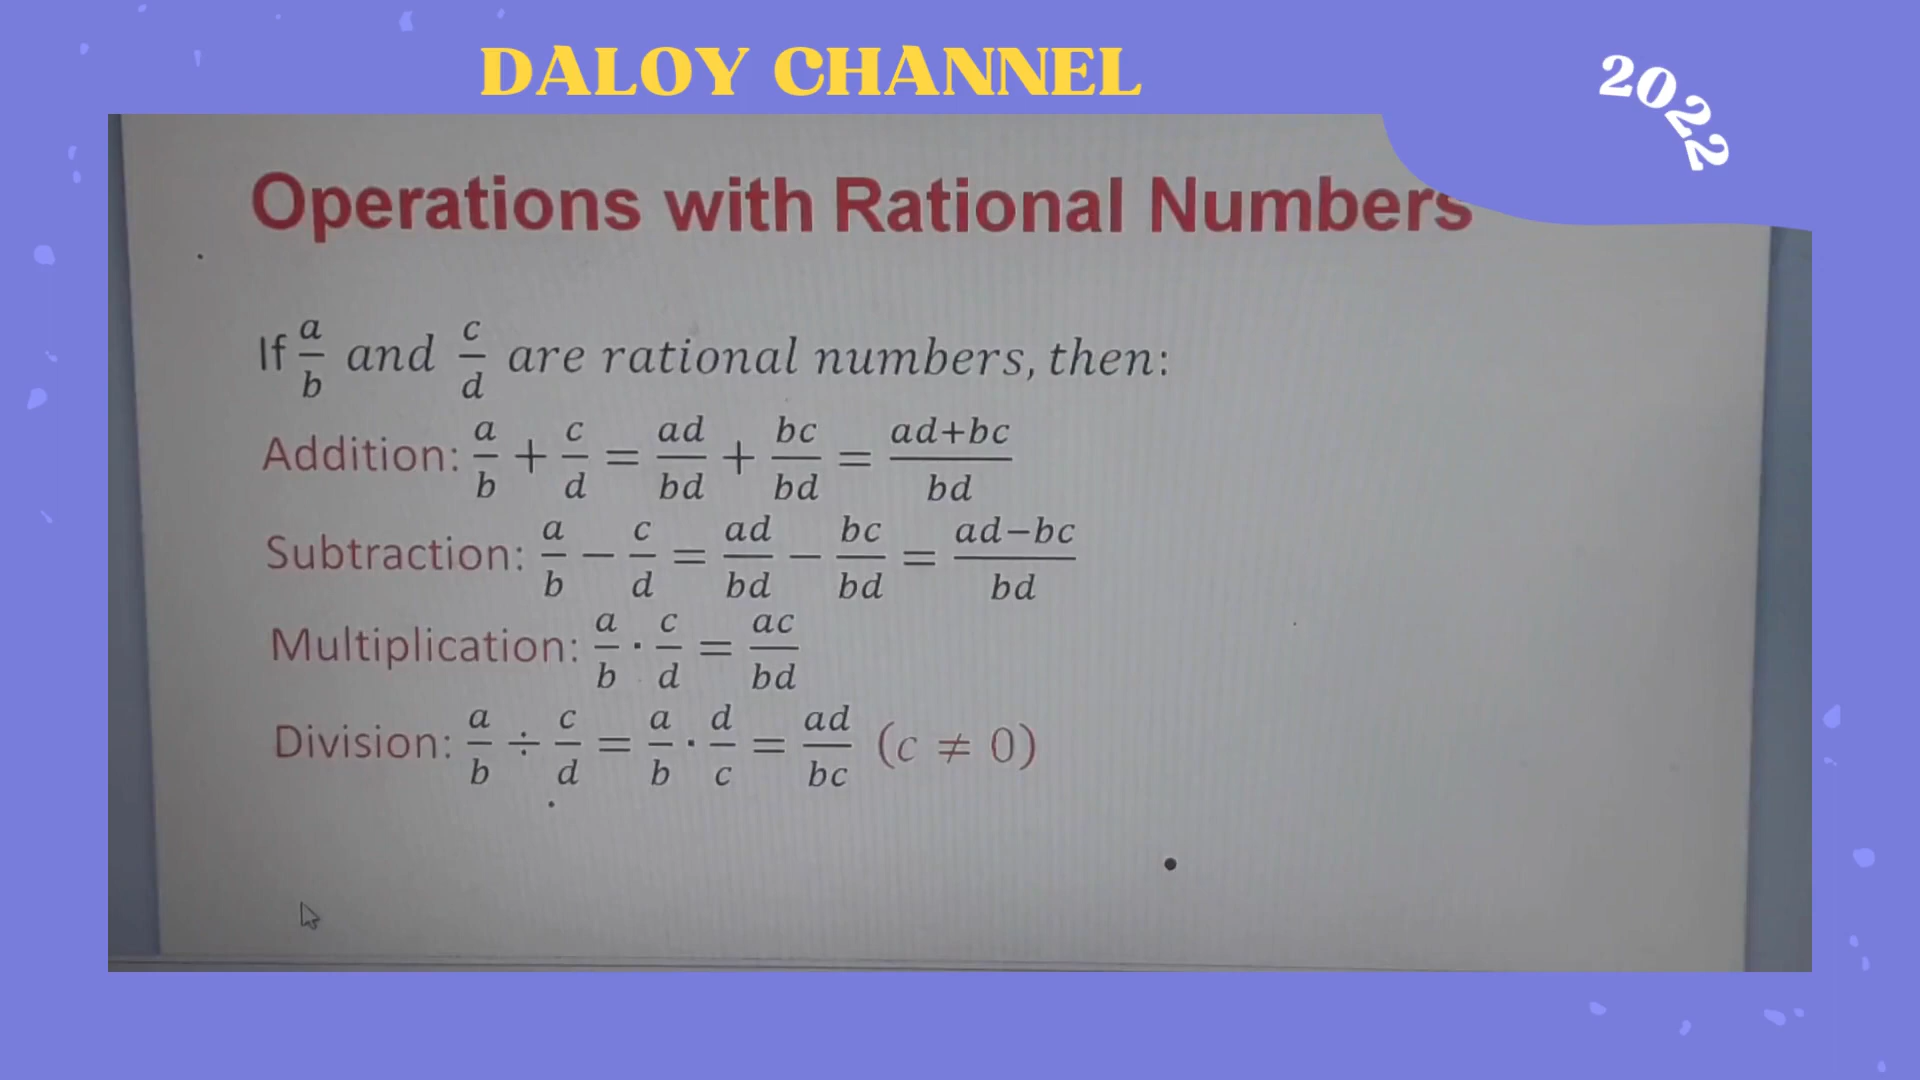 DALOY CHANNEL
2022
Operations with Rational Numbers
If a/b and c/d are rational numbers, then:
Addition: a/b + c/d = ad/bd + bc/bd = ad+bc/bd
Subtraction: a/b − c/d = ad/bd − bc/bd = ad−bc/bd
Multiplication: a/b · c/d = ac/bd
Division: a/b ÷ c/d = a/b · d/c = ad/bc (c ≠ 0)